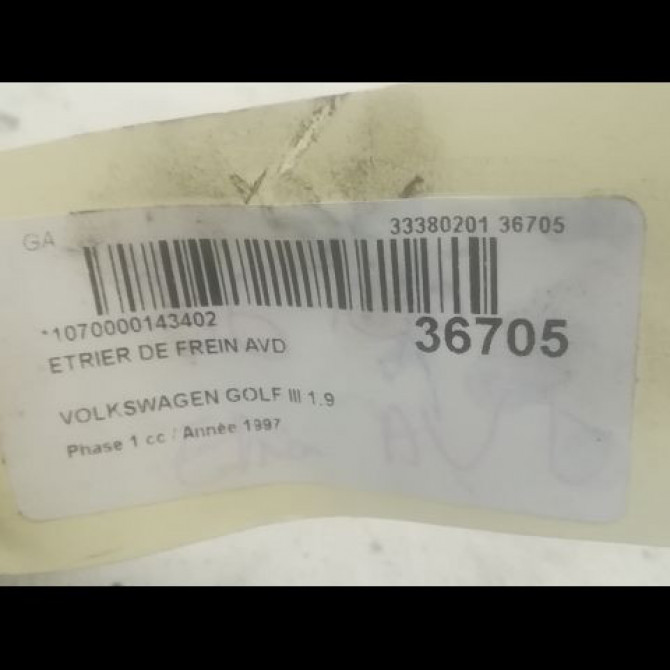 GA
33380201 36705
*1070000143402
36705
ETRIER DE FREIN AVD
VOLKSWAGEN GOLF III 1.9
Phase 1 cc / Année 1997